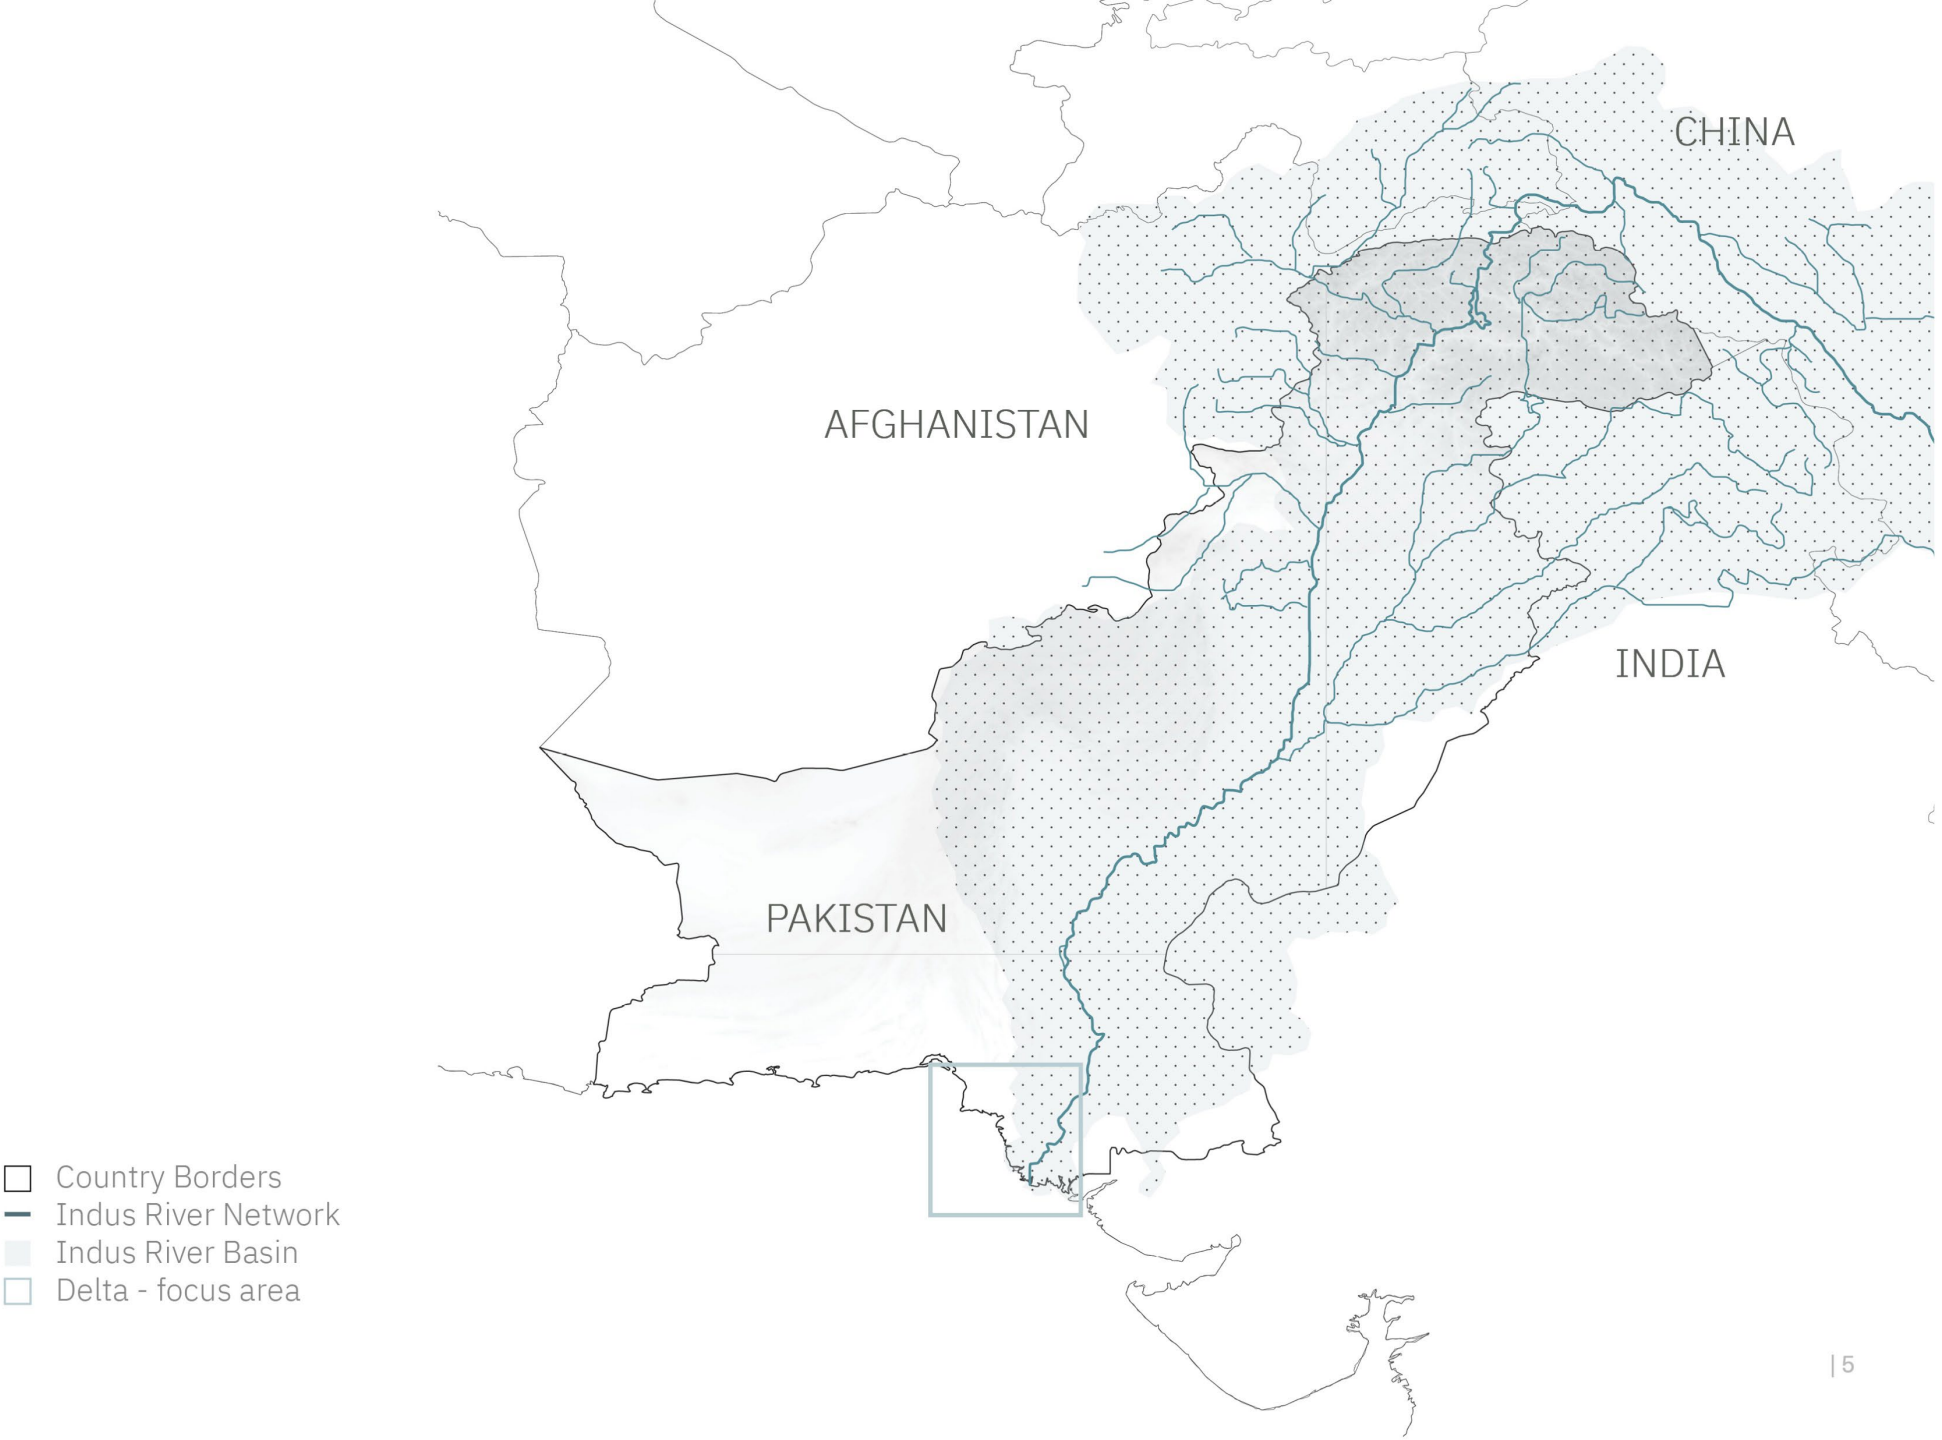 CHINA
AFGHANISTAN
INDIA
PAKISTAN
Country Borders
Indus River Network
Indus River Basin
Delta - focus area
| 5